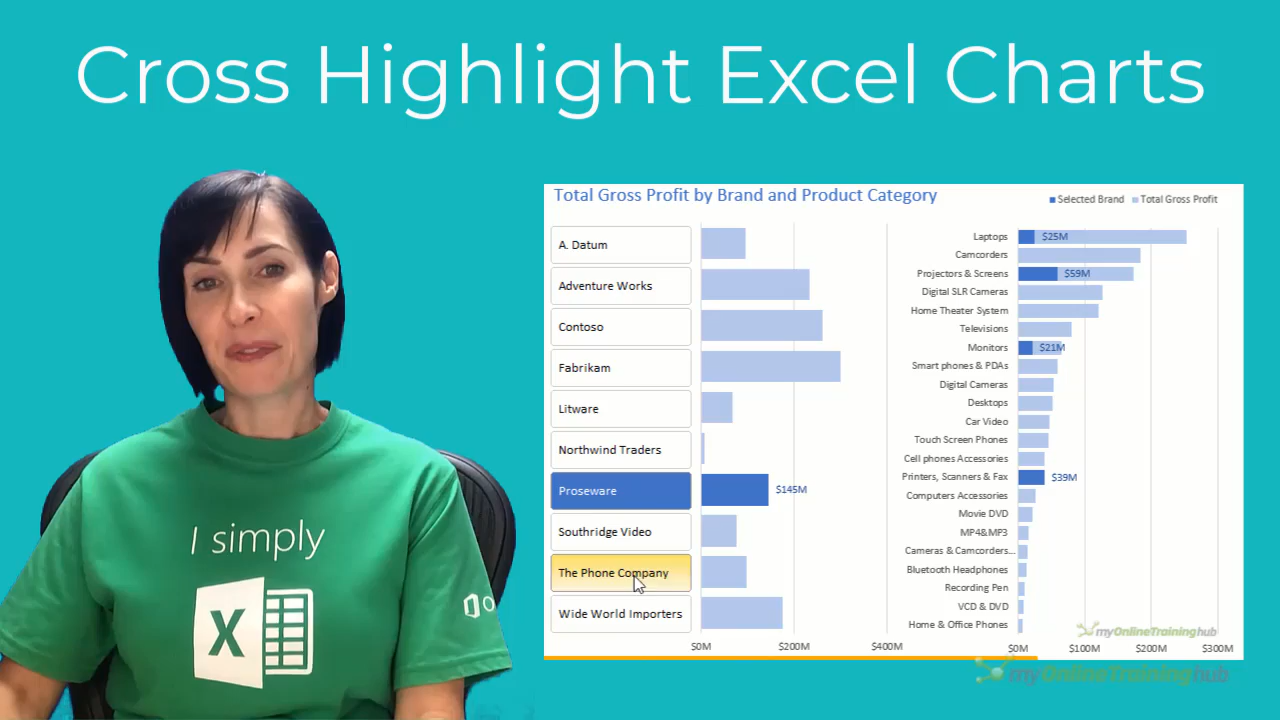 Cross Highlight Excel Charts
Total Gross Profit by Brand and Product Category
Selected Brand
Total Gross Profit
A. Datum
Adventure Works
Contoso
Fabrikam
Litware
Northwind Traders
Proseware
$145M
Southridge Video
The Phone Company
Wide World Importers
$0M
$200M
$400M
Laptops
$25M
Camcorders
Projectors & Screens
$59M
Digital SLR Cameras
Home Theater System
Televisions
Monitors
$21M
Smart phones & PDAs
Digital Cameras
Desktops
Car Video
Touch Screen Phones
Cell phones Accessories
Printers, Scanners & Fax
$39M
Computers Accessories
Movie DVD
MP4&MP3
Cameras & Camcorders...
Bluetooth Headphones
Recording Pen
VCD & DVD
Home & Office Phones
$0M
$100M
$200M
$300M
myOnlineTraininghub
myOnlineTraininghub
I simply
X
O